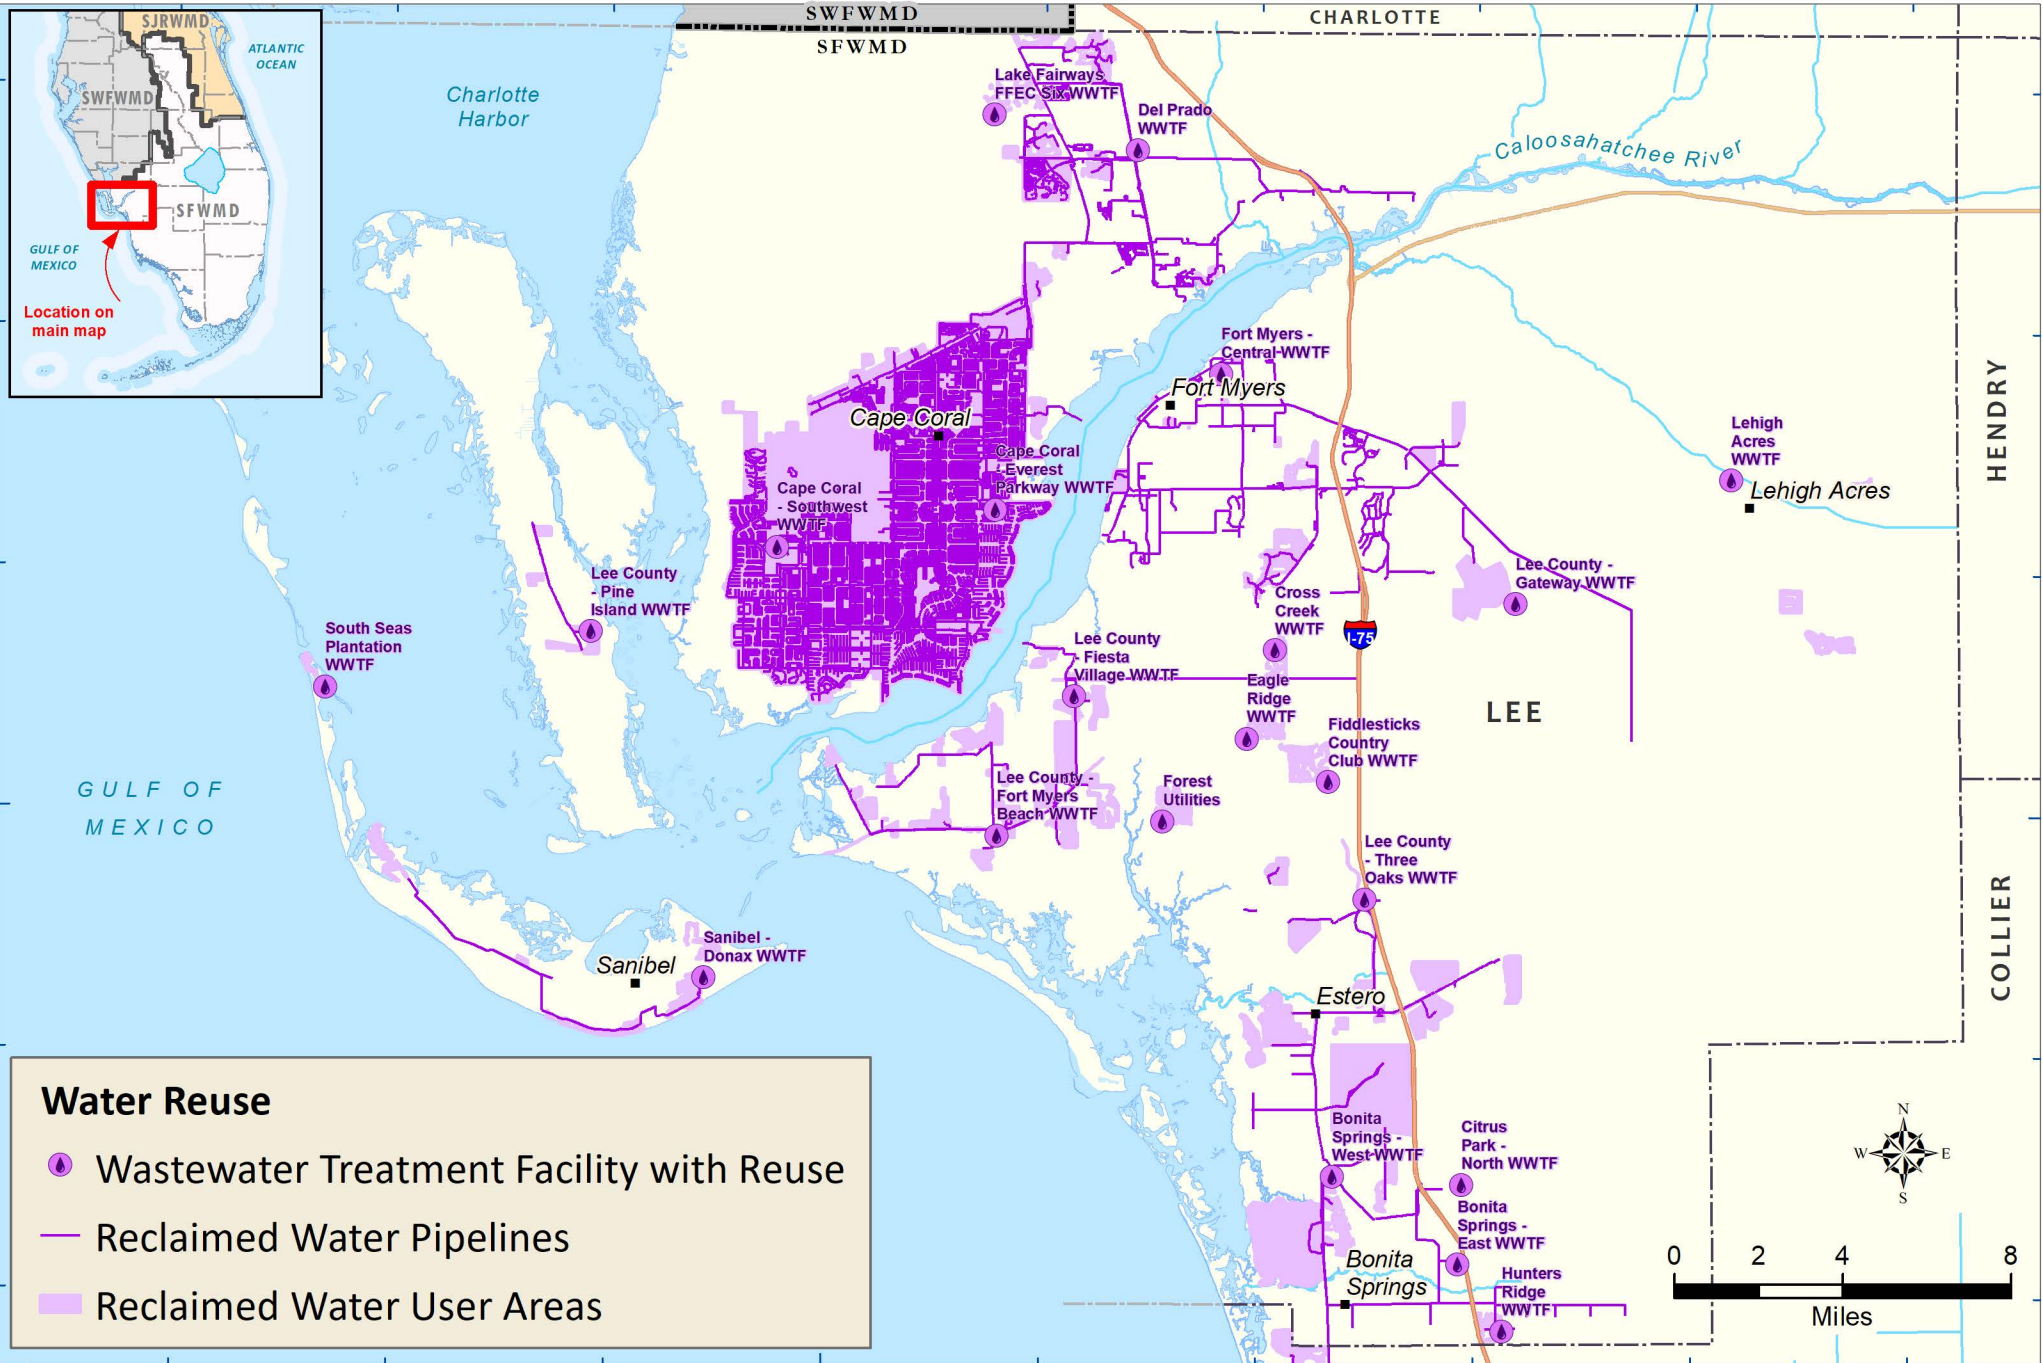 SWFWMD
SFWMD
CHARLOTTE
SJRWMD
ATLANTIC
OCEAN
SWFWMD
SFWMD
GULF OF
MEXICO
Location on
main map
Charlotte
Harbor
Lake Fairways
FFEC Six WWTF
Del Prado
WWTF
Caloosahatchee River
Fort Myers -
Central WWTF
Fort Myers
Cape Coral
Cape Coral
- Everest
Parkway WWTF
Cape Coral
- Southwest
WWTF
Lehigh
Acres
WWTF
Lehigh Acres
HENDRY
Lee County
- Pine
Island WWTF
Lee County -
Gateway WWTF
Cross
Creek
WWTF
I-75
South Seas
Plantation
WWTF
Lee County
- Fiesta
Village WWTF
Eagle
Ridge
WWTF
LEE
Fiddlesticks
Country
Club WWTF
Lee County -
Fort Myers
Beach WWTF
Forest
Utilities
GULF OF
MEXICO
Lee County
- Three
Oaks WWTF
COLLIER
Sanibel -
Donax WWTF
Sanibel
Estero
Bonita
Springs -
West WWTF
Citrus
Park -
North WWTF
Bonita
Springs -
East WWTF
Bonita
Springs
Hunters
Ridge
WWTF
N
W
E
S
0 2 4 8
Miles
Water Reuse
Wastewater Treatment Facility with Reuse
Reclaimed Water Pipelines
Reclaimed Water User Areas